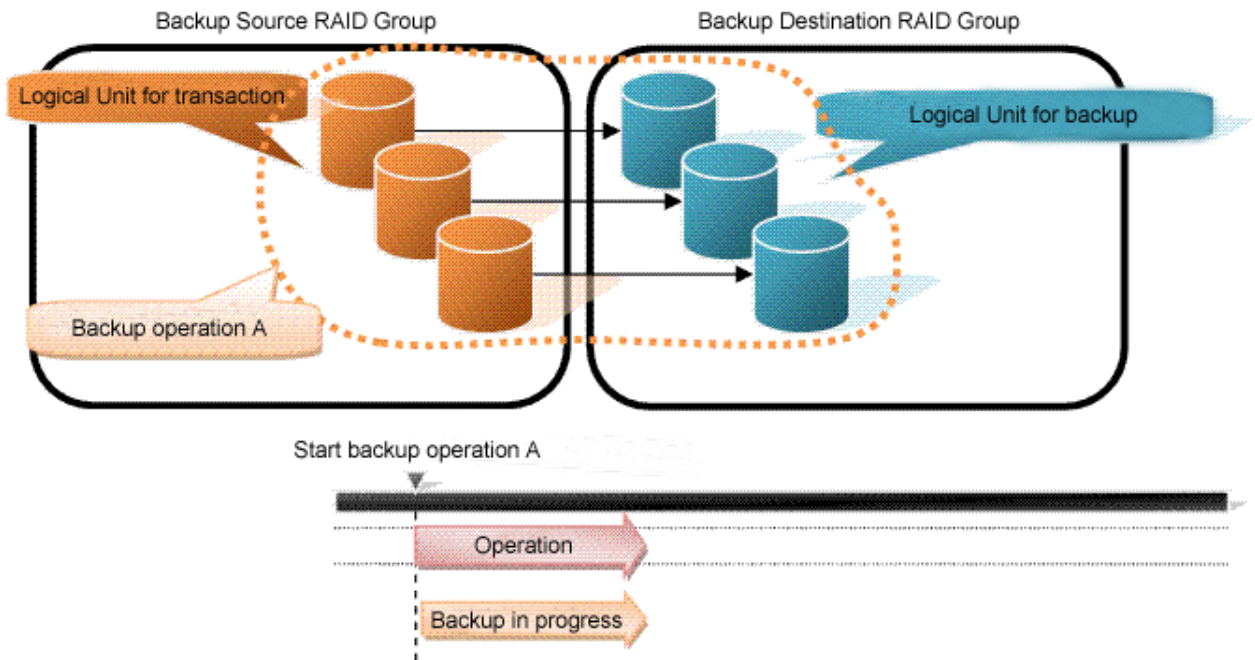 Backup Source RAID Group
Backup Destination RAID Group
Logical Unit for transaction
Logical Unit for backup
Backup operation A
Start backup operation A
Operation
Backup in progress